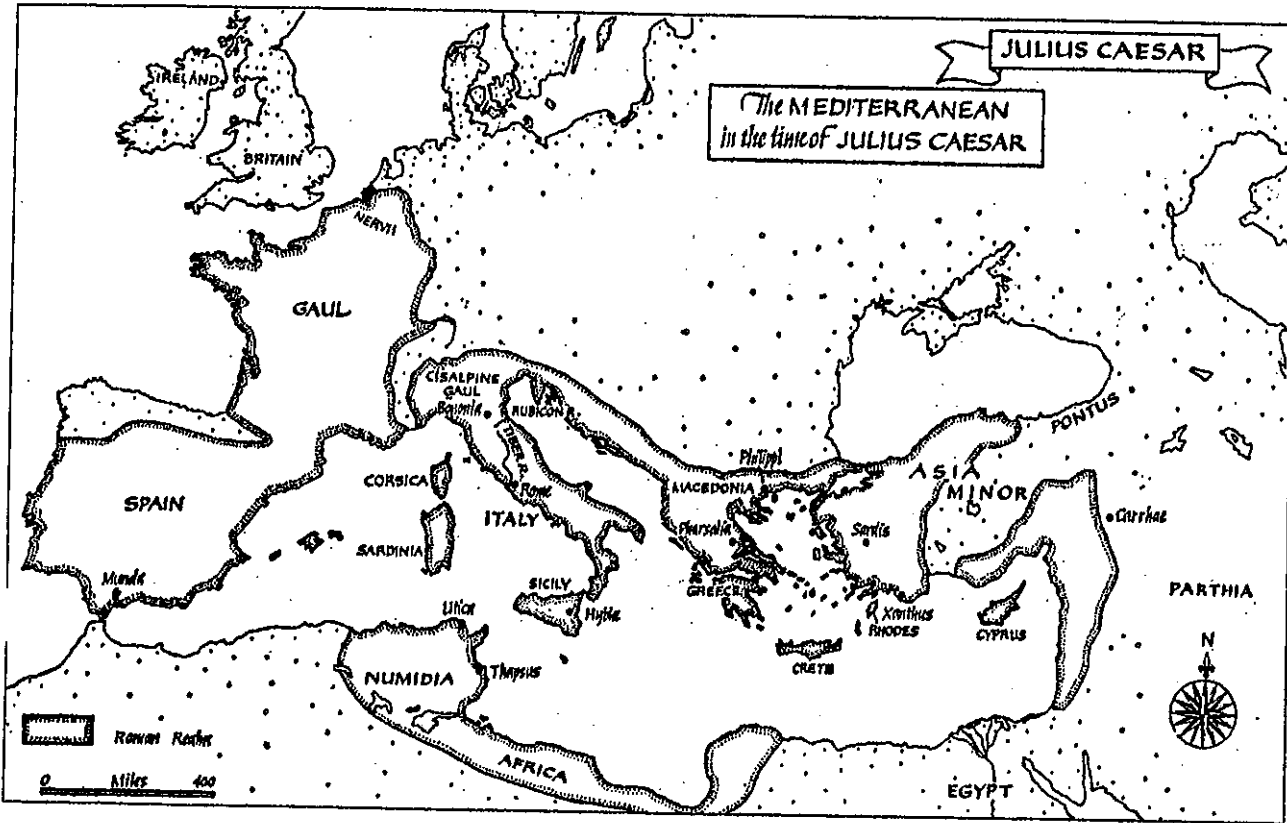 JULIUS CAESAR
The MEDITERRANEAN
in the time of JULIUS CAESAR
IRELAND
BRITAIN
NERVII
GAUL
CISALPINE
GAUL
Bononia
RUBICON R.
TIBER R.
PONTUS
Philippi
ASIA
MINOR
CORSICA
Rome
MACEDONIA
SPAIN
ITALY
Pharsalia
Sardis
Carrhae
SARDINIA
Munda
SICILY
GREECE
PARTHIA
Utica
Hybla
Xanthus
RHODES
CYPRUS
N
Thapsus
CRETE
NUMIDIA
Roman Realm
AFRICA
0 Miles 400
EGYPT